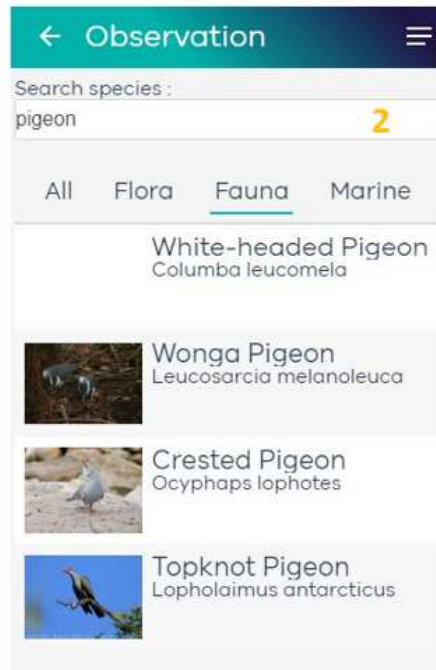 Observation
Search species :
pigeon 2
All Flora Fauna Marine
White-headed Pigeon
Columba leucomela
Wonga Pigeon
Leucosarcia melanoleuca
Crested Pigeon
Ocyphaps lophotes
Topknot Pigeon
Lopholaimus antarcticus